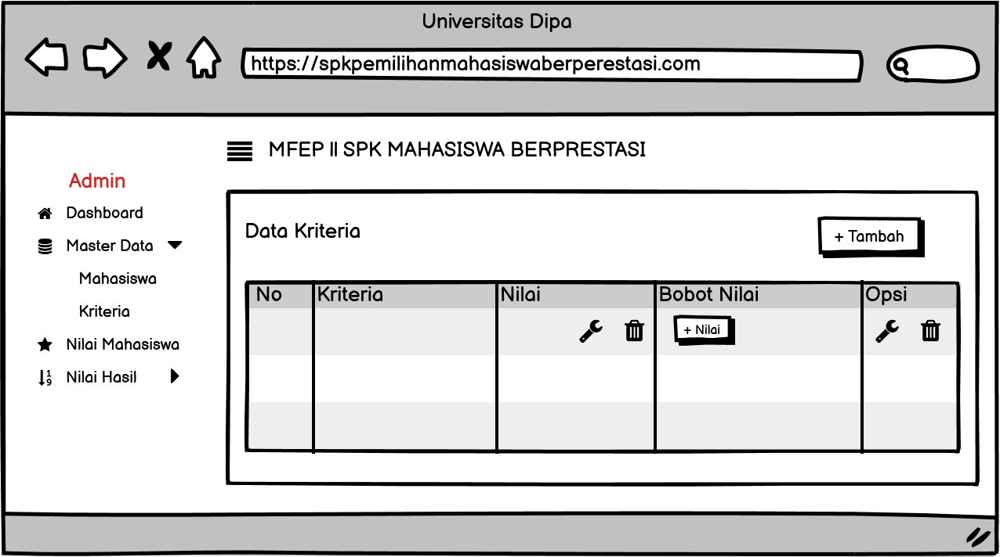 Universitas Dipa
https://spkpemilihanmahasiswaberperestasi.com
MFEP II SPK MAHASISWA BERPRESTASI
Admin
Dashboard
Master Data
Mahasiswa
Kriteria
Nilai Mahasiswa
Nilai Hasil
Data Kriteria
+ Tambah
No Kriteria Nilai Bobot Nilai Opsi
+ Nilai